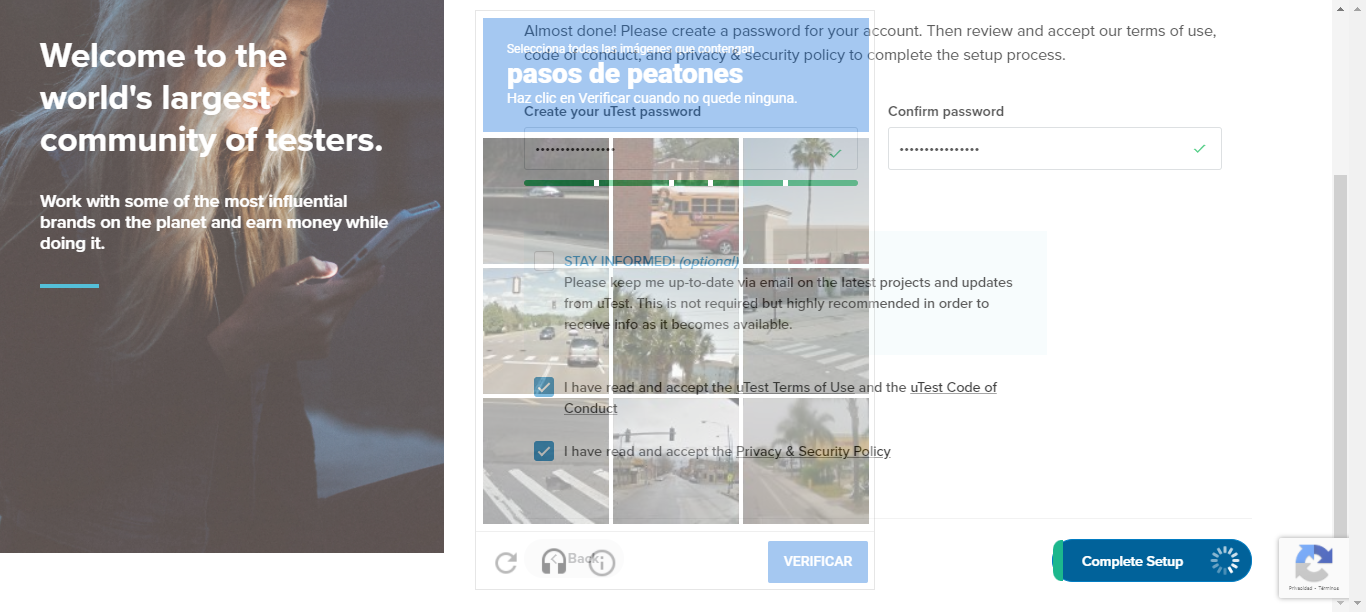 Welcome to the
world's largest
community of testers.
Work with some of the most influential
brands on the planet and earn money while
doing it.
Almost done! Please create a password for your account. Then review and accept our terms of use,
code of conduct, and privacy & security policy to complete the setup process.
Selecciona todas las imágenes que contengan
pasos de peatones
Haz clic en Verificar cuando no quede ninguna.
Create your uTest password
Confirm password
STAY INFORMED! (optional)
Please keep me up-to-date via email on the latest projects and updates
from uTest. This is not required but highly recommended in order to
receive info as it becomes available.
I have read and accept the uTest Terms of Use and the uTest Code of
Conduct
I have read and accept the Privacy & Security Policy
Back
VERIFICAR
Complete Setup
Privacidad - Términos